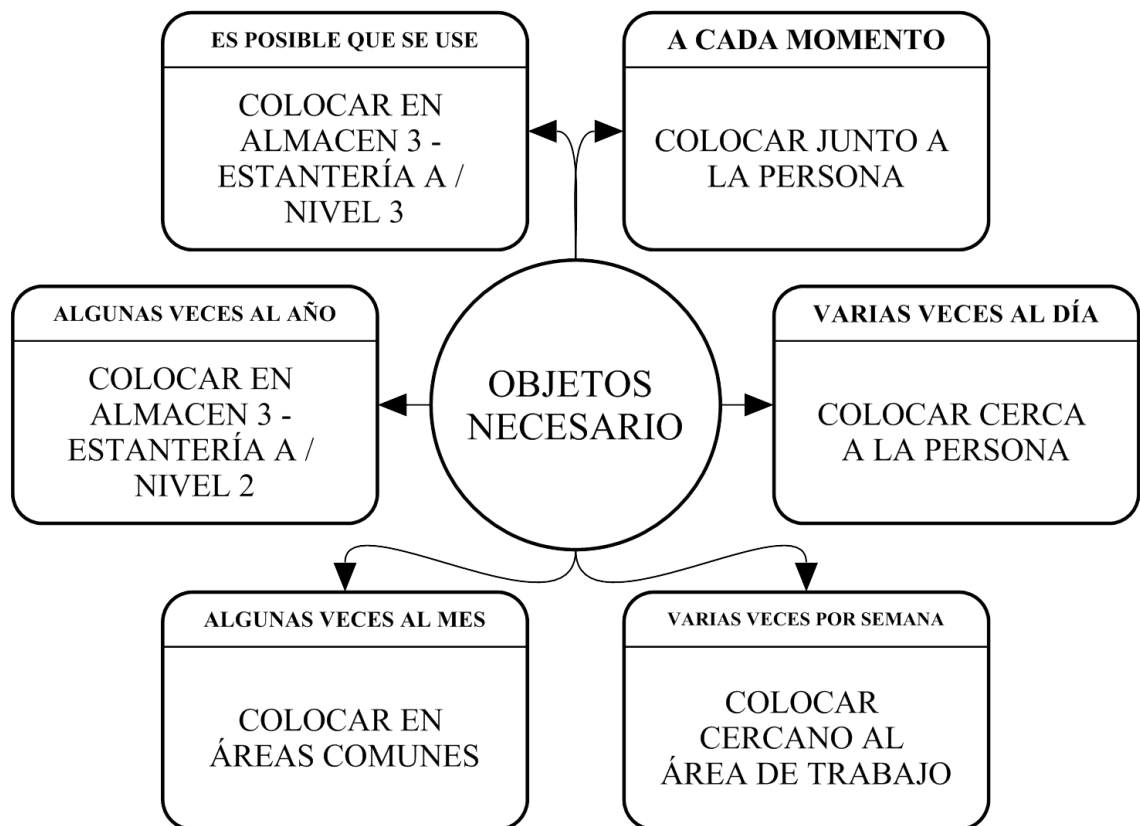 ES POSIBLE QUE SE USE
COLOCAR EN
ALMACEN 3 -
ESTANTERÍA A /
NIVEL 3
A CADA MOMENTO
COLOCAR JUNTO A
LA PERSONA
ALGUNAS VECES AL AÑO
COLOCAR EN
ALMACEN 3 -
ESTANTERÍA A /
NIVEL 2
OBJETOS
NECESARIO
VARIAS VECES AL DÍA
COLOCAR CERCA
A LA PERSONA
ALGUNAS VECES AL MES
COLOCAR EN
ÁREAS COMUNES
VARIAS VECES POR SEMANA
COLOCAR
CERCANO AL
ÁREA DE TRABAJO